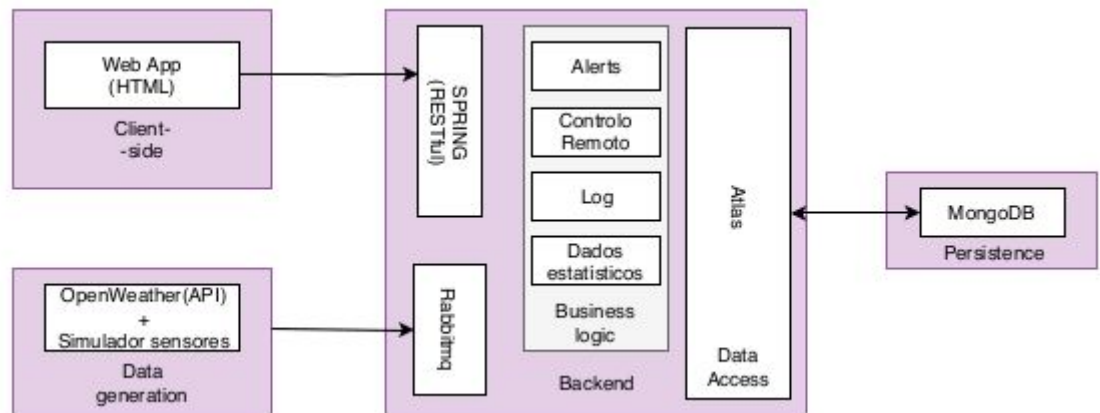 Web App
(HTML)
Client-
-side
OpenWeather(API)
+
Simulador sensores
Data
generation
SPRING
(RESTful)
Rabbitmq
Alerts
Controlo
Remoto
Log
Dados
estatísticos
Business
logic
Backend
Atlas
Data
Access
MongoDB
Persistence